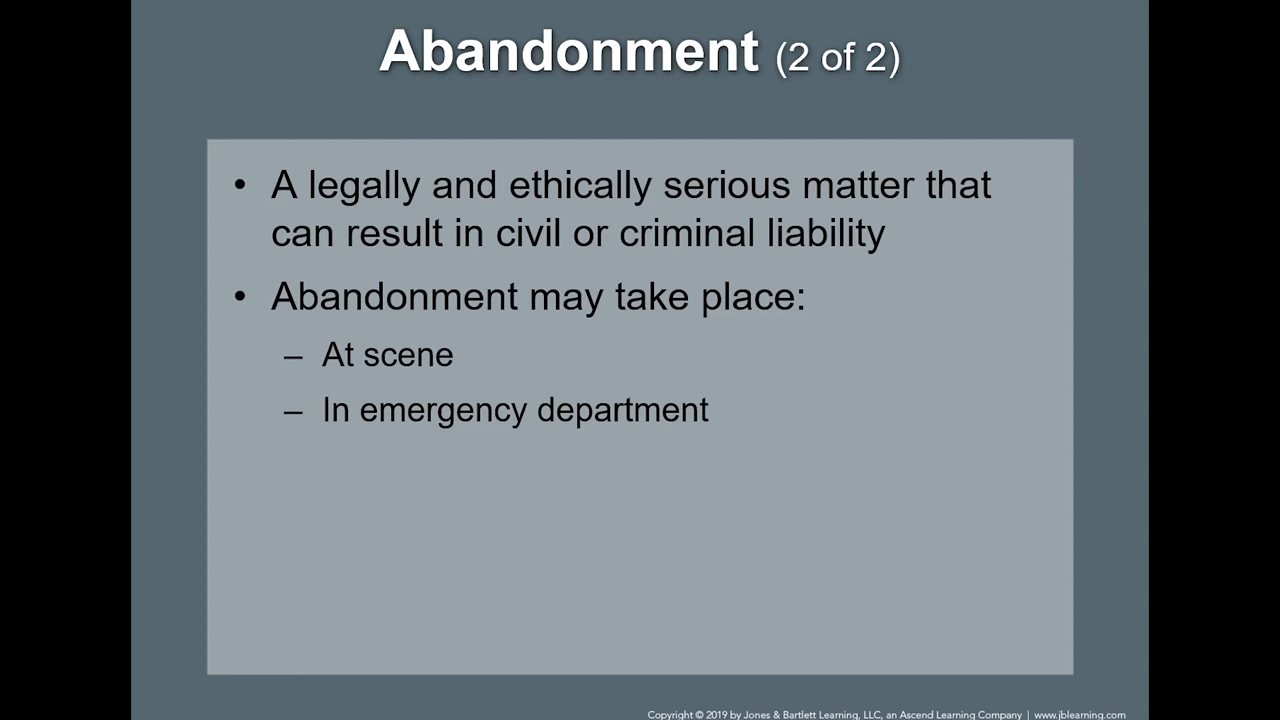 Abandonment (2 of 2)
• A legally and ethically serious matter that
can result in civil or criminal liability
• Abandonment may take place:
– At scene
– In emergency department
Copyright © 2019 by Jones & Bartlett Learning, LLC, an Ascend Learning Company | www.jblearning.com